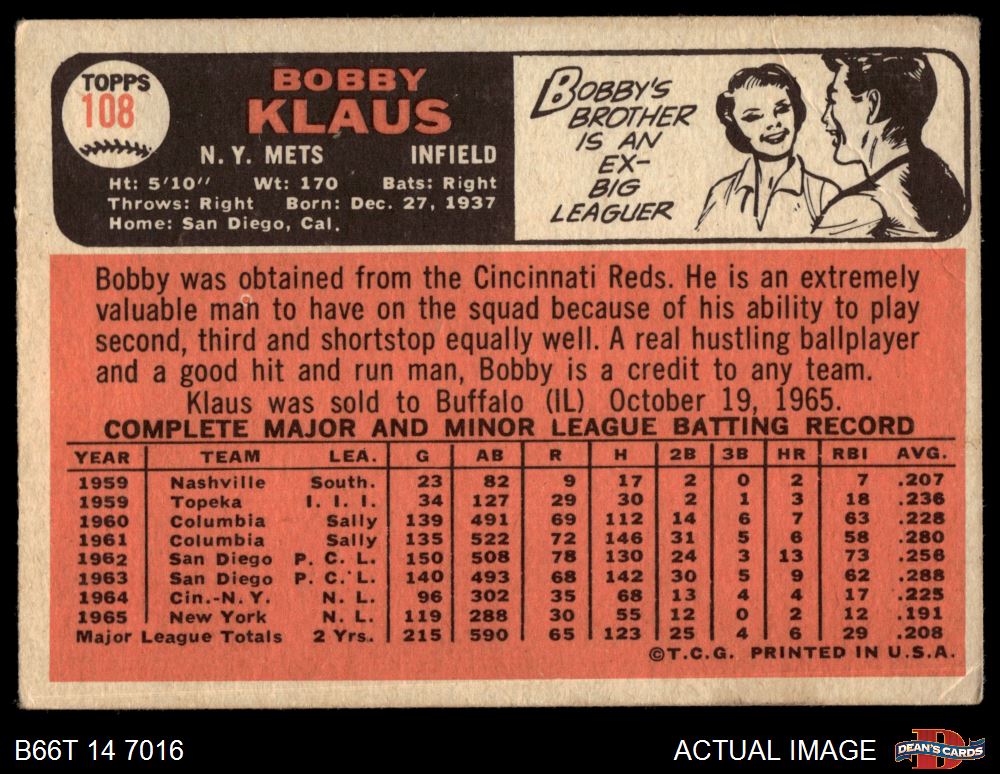 TOPPS
108
BOBBY
KLAUS
N. Y. METS INFIELD
Ht: 5'10" Wt: 170 Bats: Right
Throws: Right Born: Dec. 27, 1937
Home: San Diego, Cal.
BOBBY'S
BROTHER
IS AN
EX-
BIG
LEAGUER
Bobby was obtained from the Cincinnati Reds. He is an extremely
valuable man to have on the squad because of his ability to play
second, third and shortstop equally well. A real hustling ballplayer
and a good hit and run man, Bobby is a credit to any team.
Klaus was sold to Buffalo (IL) October 19, 1965.
COMPLETE MAJOR AND MINOR LEAGUE BATTING RECORD
YEAR TEAM LEA. G AB R H 2B 3B HR RBI AVG.
1959 Nashville South. 23 82 9 17 2 0 2 7 .207
1959 Topeka I. I. I. 34 127 29 30 2 1 3 18 .236
1960 Columbia Sally 139 491 69 112 14 6 7 63 .228
1961 Columbia Sally 135 522 72 146 31 5 6 58 .280
1962 San Diego P. C. L. 150 508 78 130 24 3 13 73 .256
1963 San Diego P. C. L. 140 493 68 142 30 5 9 62 .288
1964 Cin.-N. Y. N. L. 96 302 35 68 13 4 4 17 .225
1965 New York N. L. 119 288 30 55 12 0 2 12 .191
Major League Totals 2 Yrs. 215 590 65 123 25 4 6 29 .208
©T.C.G. PRINTED IN U.S.A.
B66T 14 7016
ACTUAL IMAGE
D
DEAN'S CARDS